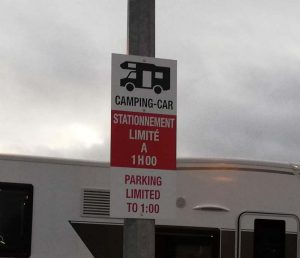 CAMPING-CAR
STATIONNEMENT
LIMITÉ
A
1H00
PARKING
LIMITED
TO 1:00